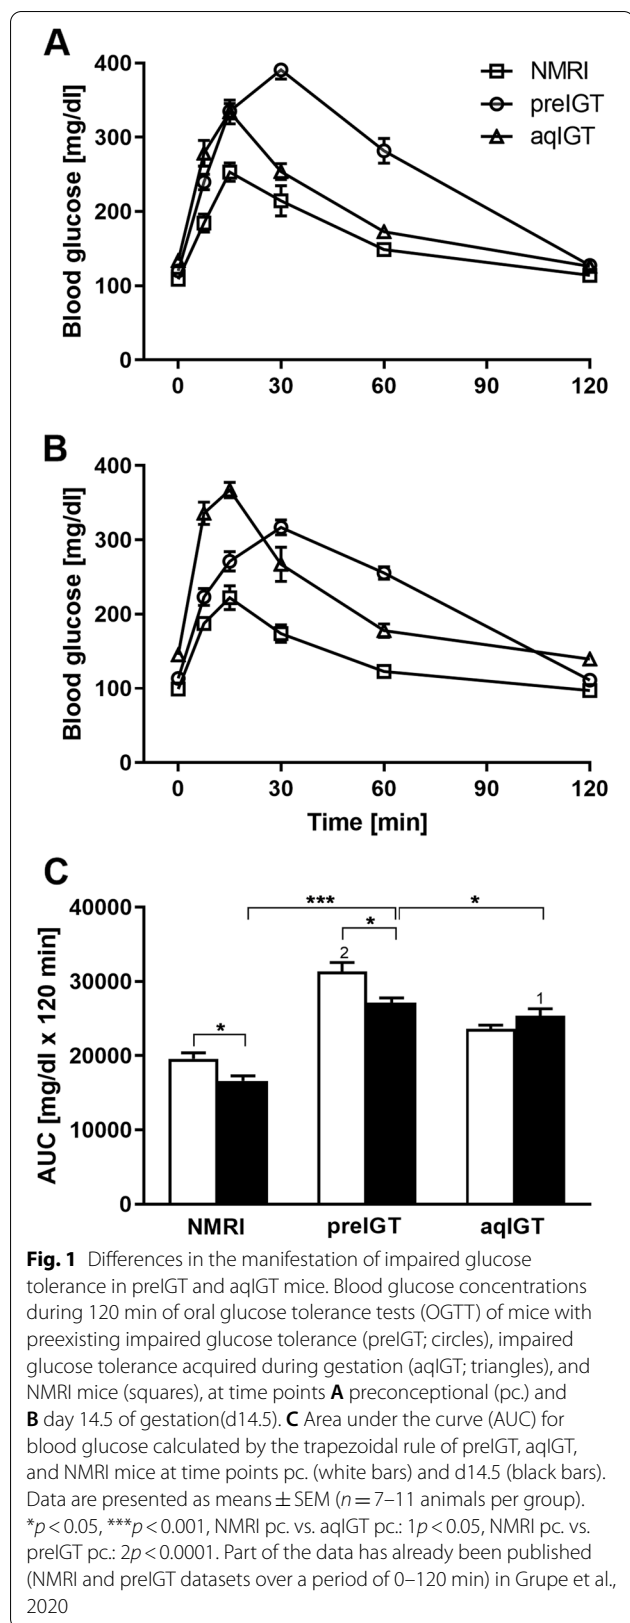 A
400
300
200
100
0
Blood glucose [mg/dl]
NMRI
preIGT
aqIGT
0 30 60 90 120
B
400
300
200
100
0
Blood glucose [mg/dl]
0 30 60 90 120
Time [min]
C
40000
30000
20000
10000
0
AUC [mg/dl x 120 min]
*** *
*
2
1
*
NMRI preIGT aqIGT
Fig. 1 Differences in the manifestation of impaired glucose
tolerance in preIGT and aqIGT mice. Blood glucose concentrations
during 120 min of oral glucose tolerance tests (OGTT) of mice with
preexisting impaired glucose tolerance (preIGT; circles), impaired
glucose tolerance acquired during gestation (aqIGT; triangles), and
NMRI mice (squares), at time points A preconceptional (pc.) and
B day 14.5 of gestation(d14.5). C Area under the curve (AUC) for
blood glucose calculated by the trapezoidal rule of preIGT, aqIGT,
and NMRI mice at time points pc. (white bars) and d14.5 (black bars).
Data are presented as means ± SEM (n = 7–11 animals per group).
*p < 0.05, ***p < 0.001, NMRI pc. vs. aqIGT pc.: 1p < 0.05, NMRI pc. vs.
preIGT pc.: 2p < 0.0001. Part of the data has already been published
(NMRI and preIGT datasets over a period of 0–120 min) in Grupe et al.,
2020